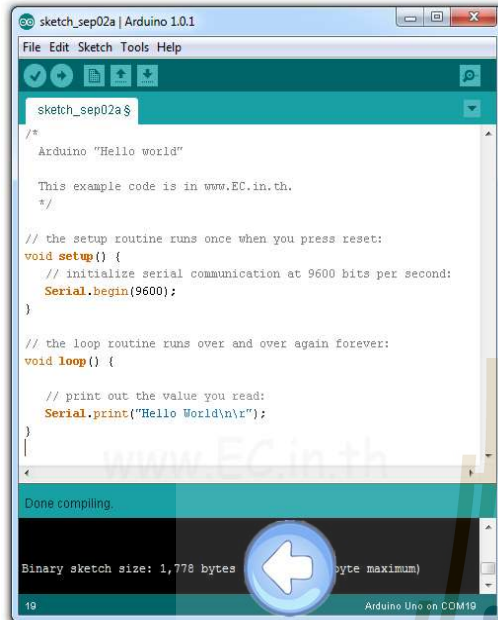 sketch_sep02a | Arduino 1.0.1
File Edit Sketch Tools Help
sketch_sep02a §
/*
Arduino "Hello world"
This example code is in www.EC.in.th.
*/
// the setup routine runs once when you press reset:
void setup() {
// initialize serial communication at 9600 bits per second:
Serial.begin(9600);
}
// the loop routine runs over and over again forever:
void loop() {
// print out the value you read:
Serial.print("Hello World\n\r");
}
www.EC.in.th
Done compiling.
Binary sketch size: 1,778 bytes maximum)
19 Arduino Uno on COM19